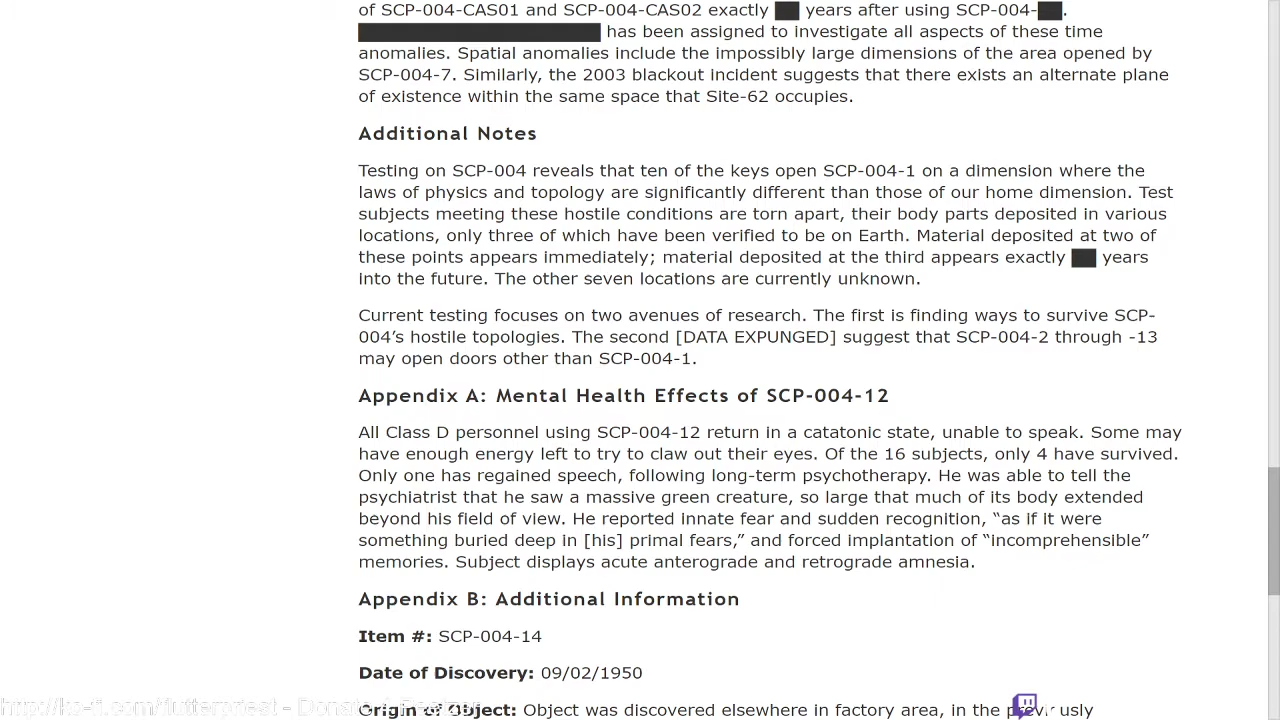 of SCP-004-CAS01 and SCP-004-CAS02 exactly ██ years after using SCP-004-██.
████████████████████ has been assigned to investigate all aspects of these time
anomalies. Spatial anomalies include the impossibly large dimensions of the area opened by
SCP-004-7. Similarly, the 2003 blackout incident suggests that there exists an alternate plane
of existence within the same space that Site-62 occupies.
Additional Notes
Testing on SCP-004 reveals that ten of the keys open SCP-004-1 on a dimension where the
laws of physics and topology are significantly different than those of our home dimension. Test
subjects meeting these hostile conditions are torn apart, their body parts deposited in various
locations, only three of which have been verified to be on Earth. Material deposited at two of
these points appears immediately; material deposited at the third appears exactly ██ years
into the future. The other seven locations are currently unknown.
Current testing focuses on two avenues of research. The first is finding ways to survive SCP-
004’s hostile topologies. The second [DATA EXPUNGED] suggest that SCP-004-2 through -13
may open doors other than SCP-004-1.
Appendix A: Mental Health Effects of SCP-004-12
All Class D personnel using SCP-004-12 return in a catatonic state, unable to speak. Some may
have enough energy left to try to claw out their eyes. Of the 16 subjects, only 4 have survived.
Only one has regained speech, following long-term psychotherapy. He was able to tell the
psychiatrist that he saw a massive green creature, so large that much of its body extended
beyond his field of view. He reported innate fear and sudden recognition, “as if it were
something buried deep in [his] primal fears,” and forced implantation of “incomprehensible”
memories. Subject displays acute anterograde and retrograde amnesia.
Appendix B: Additional Information
Item #: SCP-004-14
Date of Discovery: 09/02/1950
Origin of Object: Object was discovered elsewhere in factory area, in the previously
http://ko-fi.com/flutterpriest - Donate A